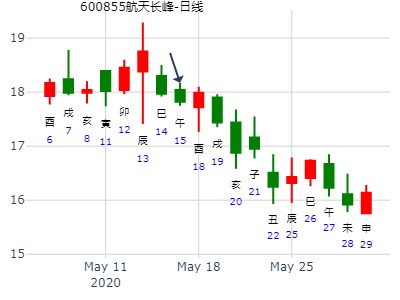 600855航天长峰-日线
19
18
17
16
15
酉
6
戌
7
亥
8
寅
11
卯
12
辰
13
巳
14
午
15
酉
18
戌
19
亥
20
子
21
丑
22
辰
25
巳
26
午
27
未
28
申
29
May 11
2020
May 18
May 25